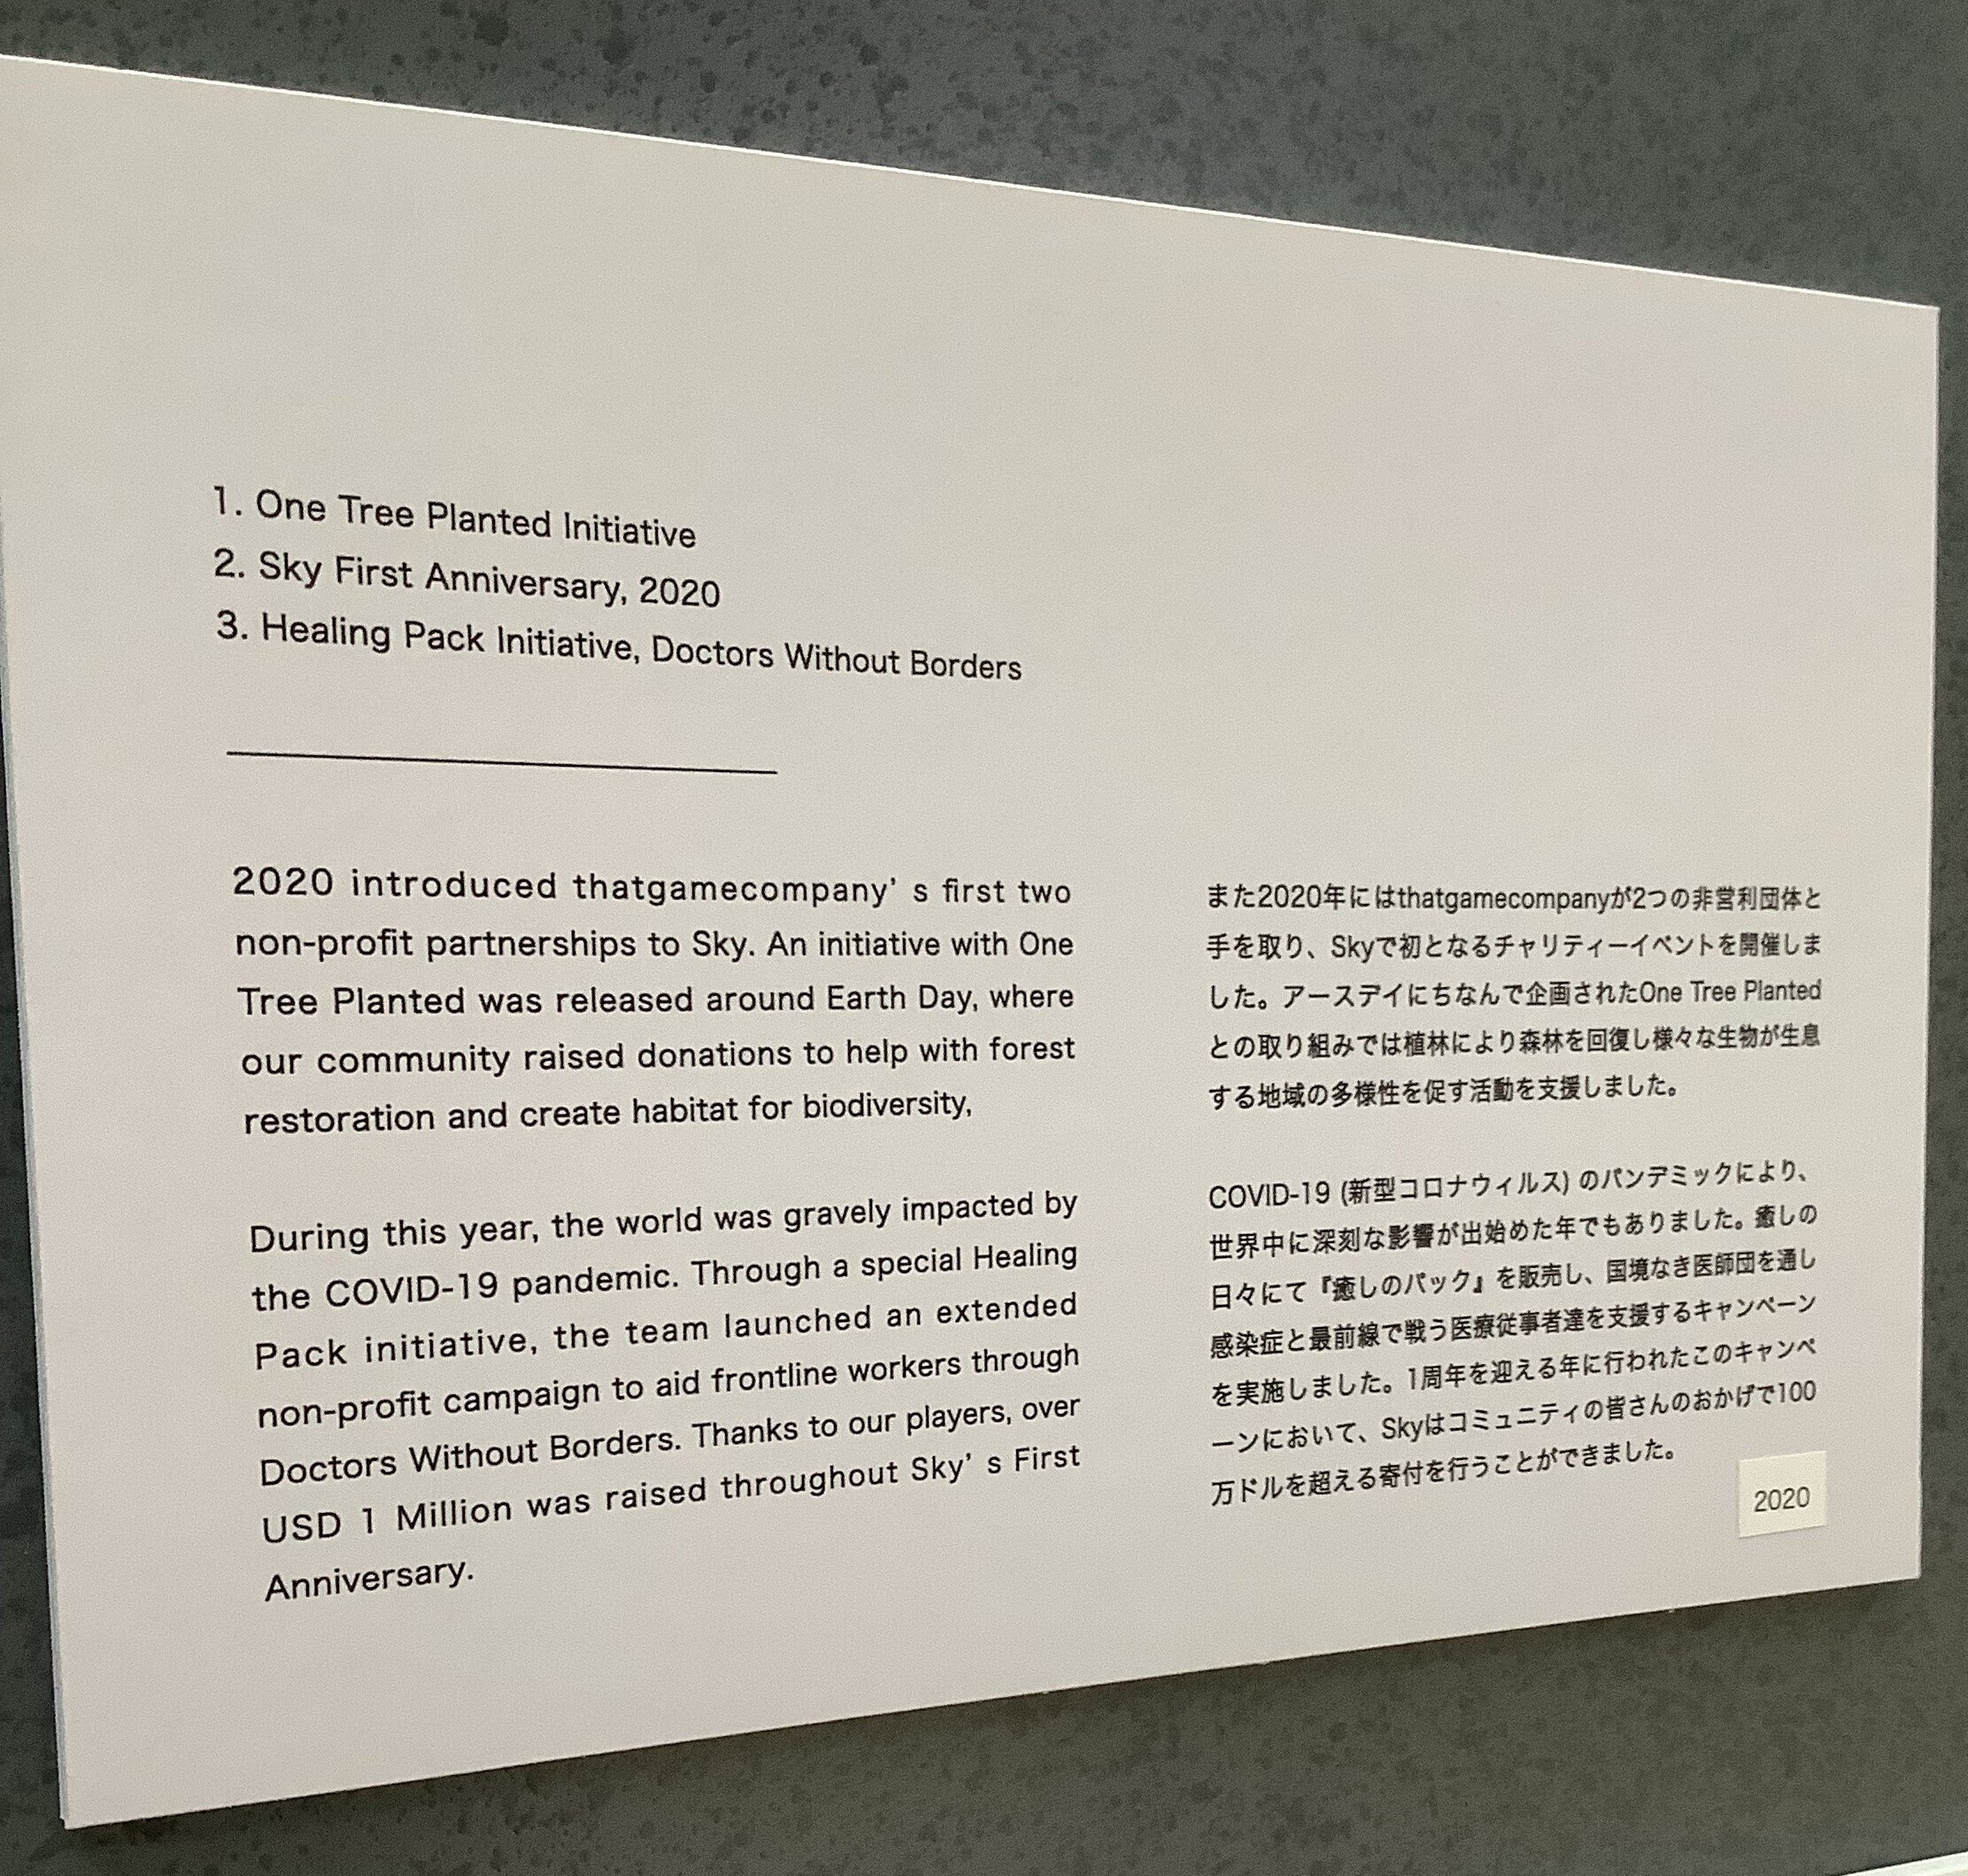 1. One Tree Planted Initiative
2. Sky First Anniversary, 2020
3. Healing Pack Initiative, Doctors Without Borders
2020 introduced thatgamecompany’ s first two
non-profit partnerships to Sky. An initiative with One
Tree Planted was released around Earth Day, where
our community raised donations to help with forest
restoration and create habitat for biodiversity,
During this year, the world was gravely impacted by
the COVID-19 pandemic. Through a special Healing
Pack initiative, the team launched an extended
non-profit campaign to aid frontline workers through
Doctors Without Borders. Thanks to our players, over
USD 1 Million was raised throughout Sky’ s First
Anniversary.
また2020年にはthatgamecompanyが2つの非営利団体と
手を取り、Skyで初となるチャリティーイベントを開催しま
した。アースデイにちなんで企画されたOne Tree Planted
との取り組みでは植林により森林を回復し様々な生物が生息
する地域の多様性を促す活動を支援しました。
COVID-19 (新型コロナウィルス) のパンデミックにより、
世界中に深刻な影響が出始めた年でもありました。癒しの
日々にて『癒しのパック』を販売し、国境なき医師団を通し
感染症と最前線で戦う医療従事者達を支援するキャンペーン
を実施しました。1周年を迎える年に行われたこのキャンペ
ーンにおいて、Skyはコミュニティの皆さんのおかげで100
万ドルを超える寄付を行うことができました。
2020